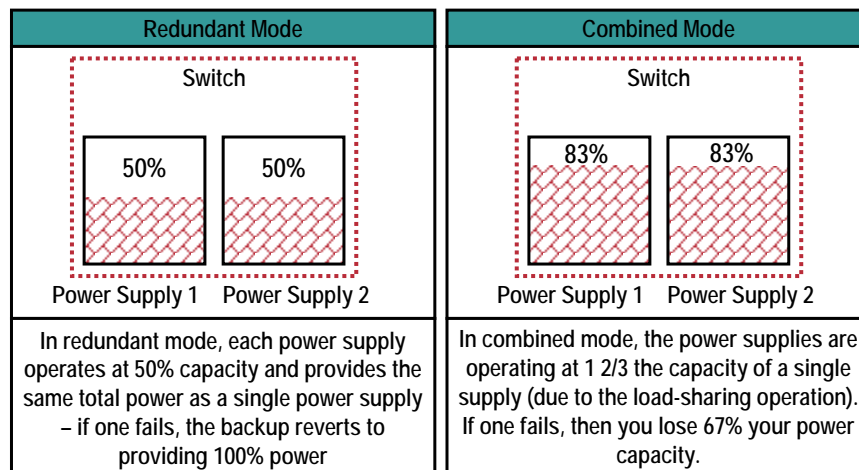 Redundant Mode
Switch
50%
50%
Power Supply 1
Power Supply 2
In redundant mode, each power supply
operates at 50% capacity and provides the
same total power as a single power supply
– if one fails, the backup reverts to
providing 100% power
Combined Mode
Switch
83%
83%
Power Supply 1
Power Supply 2
In combined mode, the power supplies are
operating at 1 2/3 the capacity of a single
supply (due to the load-sharing operation).
If one fails, then you lose 67% your power
capacity.